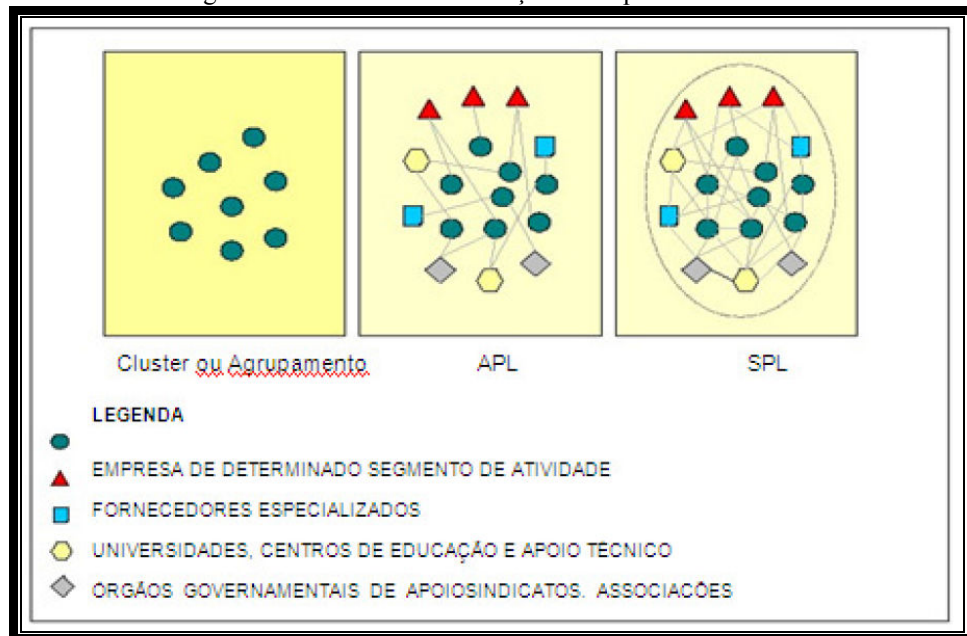 Cluster ou Agrupamento
APL
SPL
LEGENDA
EMPRESA DE DETERMINADO SEGMENTO DE ATIVIDADE
FORNECEDORES ESPECIALIZADOS
UNIVERSIDADES, CENTROS DE EDUCAÇÃO E APOIO TÉCNICO
ÓRGÃOS GOVERNAMENTAIS DE APOIOSINDICATOS. ASSOCIACÕES